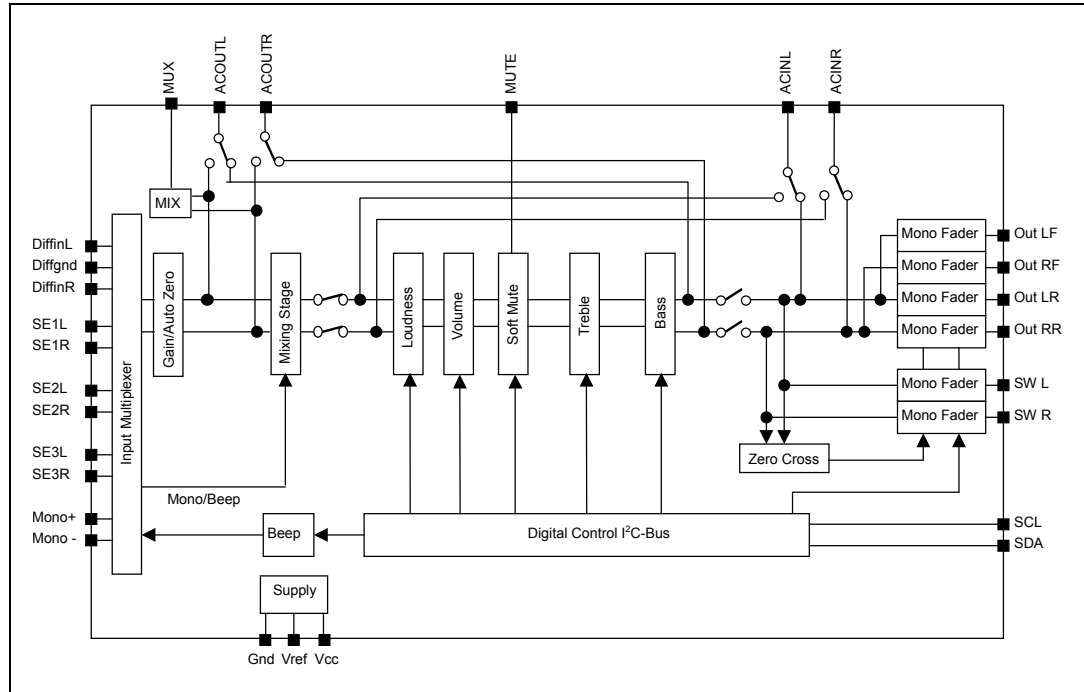 MUX
ACOUTL
ACOUTR
MUTE
ACINL
ACINR
MIX
DiffinL
Diffgnd
DiffinR
SE1L
SE1R
SE2L
SE2R
SE3L
SE3R
Mono+
Mono -
Input Multiplexer
Gain/Auto Zero
Mixing Stage
Loudness
Volume
Soft Mute
Treble
Bass
Mono Fader
Mono Fader
Mono Fader
Mono Fader
Mono Fader
Mono Fader
Out LF
Out RF
Out LR
Out RR
SW L
SW R
Zero Cross
Mono/Beep
Beep
Digital Control I²C-Bus
SCL
SDA
Supply
Gnd
Vref
Vcc